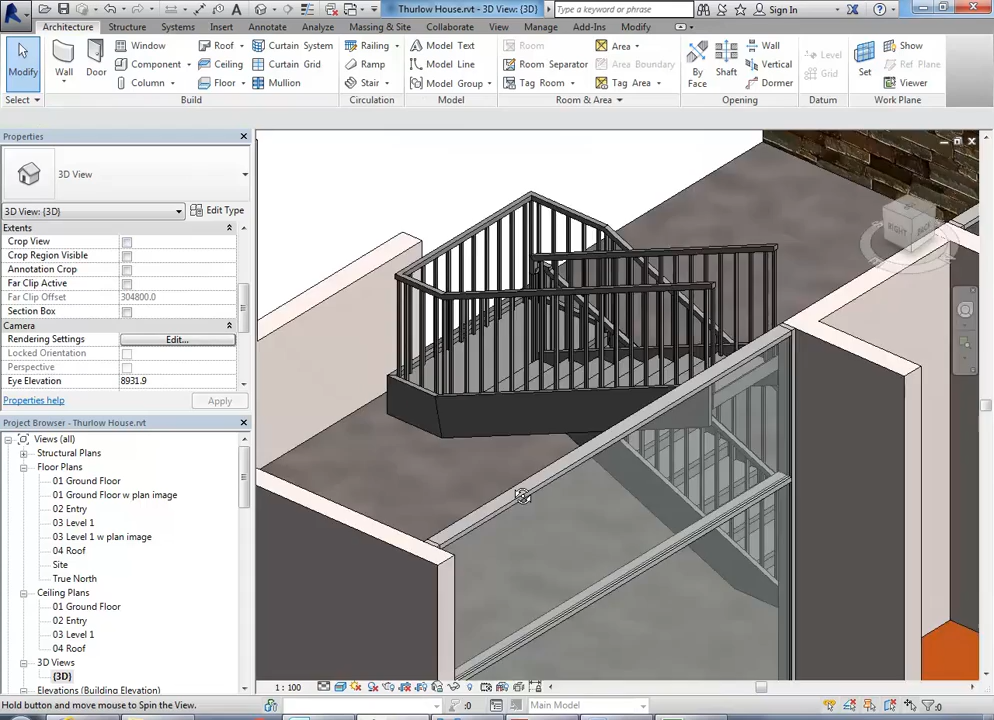 Thurlow House.rvt - 3D View: {3D}
Type a keyword or phrase
Sign In
Architecture
Structure
Systems
Insert
Annotate
Analyze
Massing & Site
Collaborate
View
Manage
Add-Ins
Modify
Modify
Wall
Door
Window
Component
Column
Roof
Ceiling
Floor
Curtain System
Curtain Grid
Mullion
Railing
Ramp
Stair
Model Text
Model Line
Model Group
Room
Room Separator
Tag Room
Area
Area Boundary
Tag Area
By Face
Shaft
Wall
Vertical
Dormer
Level
Grid
Set
Show
Ref Plane
Viewer
Select
Build
Circulation
Model
Room & Area
Opening
Datum
Work Plane
Properties
3D View
3D View: {3D}
Edit Type
Extents
Crop View
Crop Region Visible
Annotation Crop
Far Clip Active
Far Clip Offset 304800.0
Section Box
Camera
Rendering Settings Edit...
Locked Orientation
Perspective
Eye Elevation 8931.9
Properties help
Apply
Project Browser - Thurlow House.rvt
Views (all)
Structural Plans
Floor Plans
01 Ground Floor
01 Ground Floor w plan image
02 Entry
03 Level 1
03 Level 1 w plan image
04 Roof
Site
True North
Ceiling Plans
01 Ground Floor
02 Entry
03 Level 1
04 Roof
3D Views
{3D}
Elevations (Building Elevation)
RIGHT
BACK
1 : 100
Hold button and move mouse to Spin the View.
:0
Main Model
:0